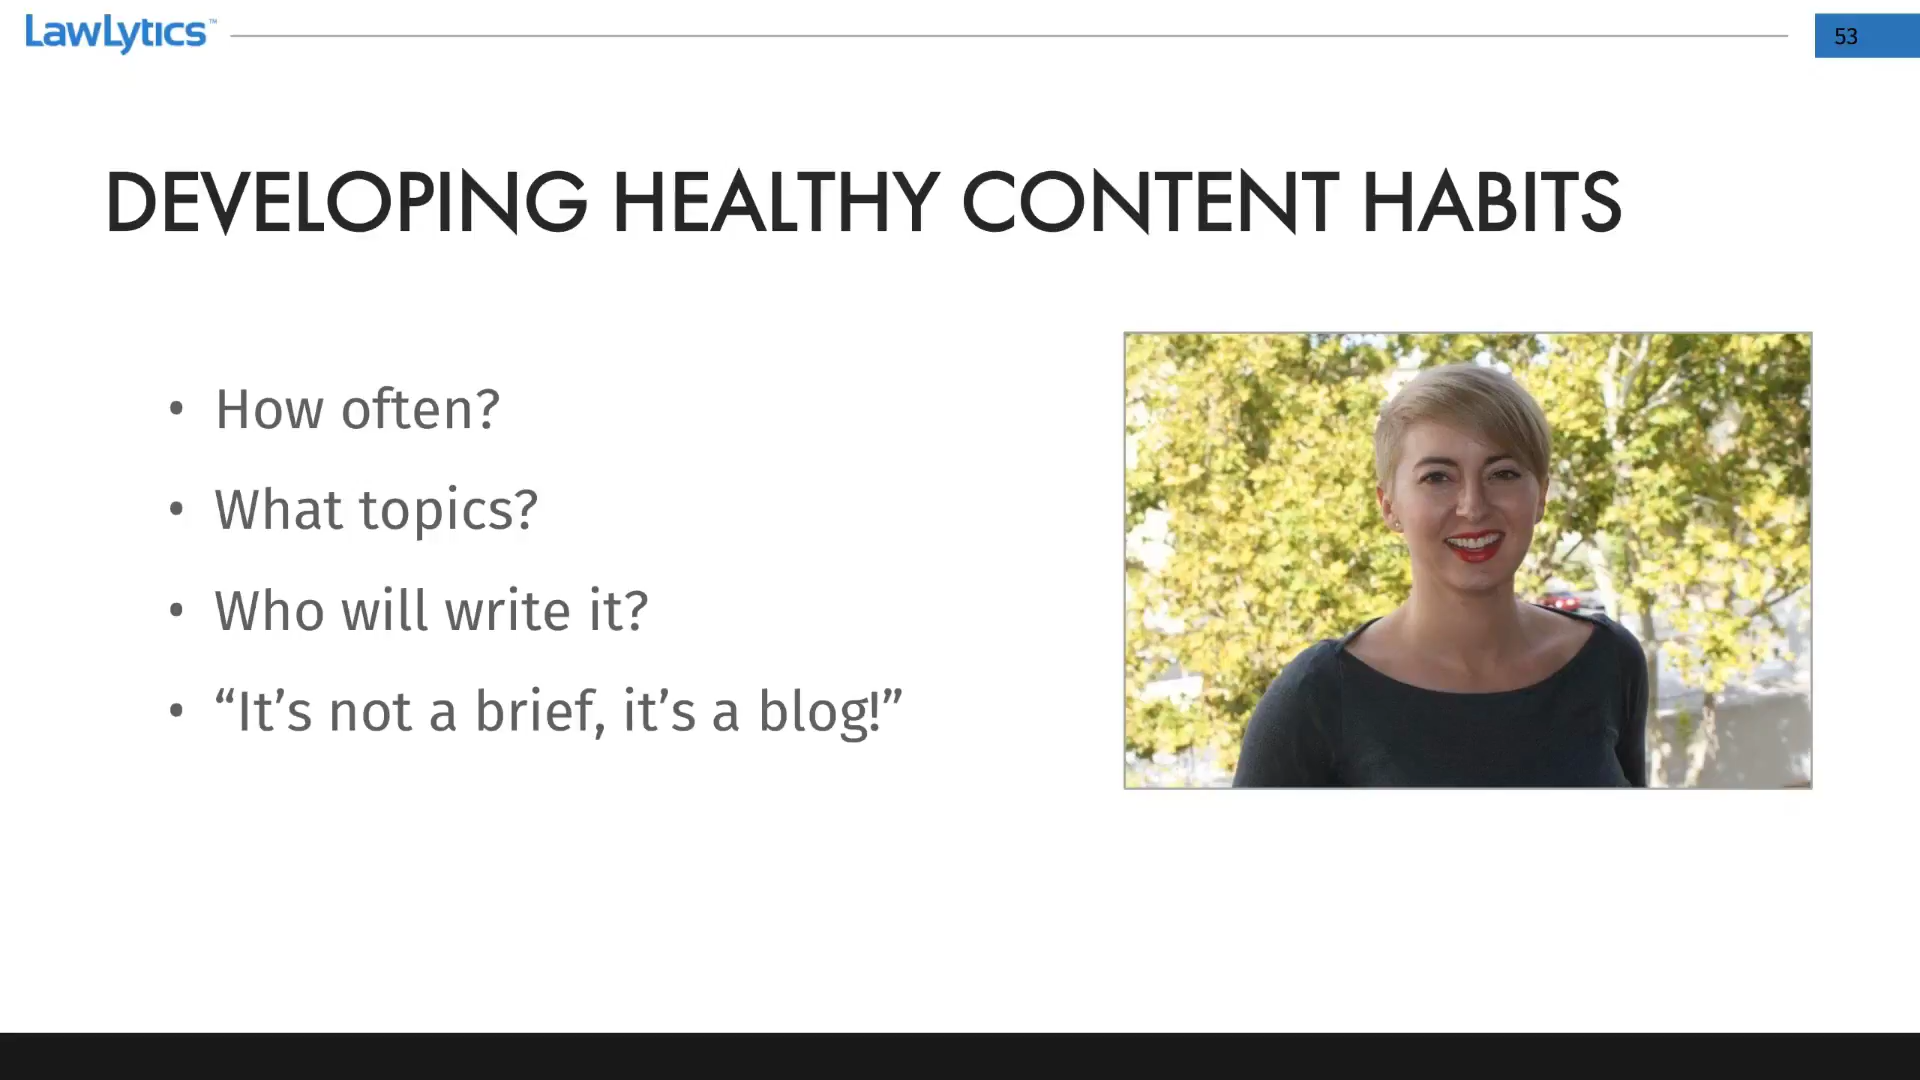 LawLytics™
53
DEVELOPING HEALTHY CONTENT HABITS
• How often?
• What topics?
• Who will write it?
• “It’s not a brief, it’s a blog!”